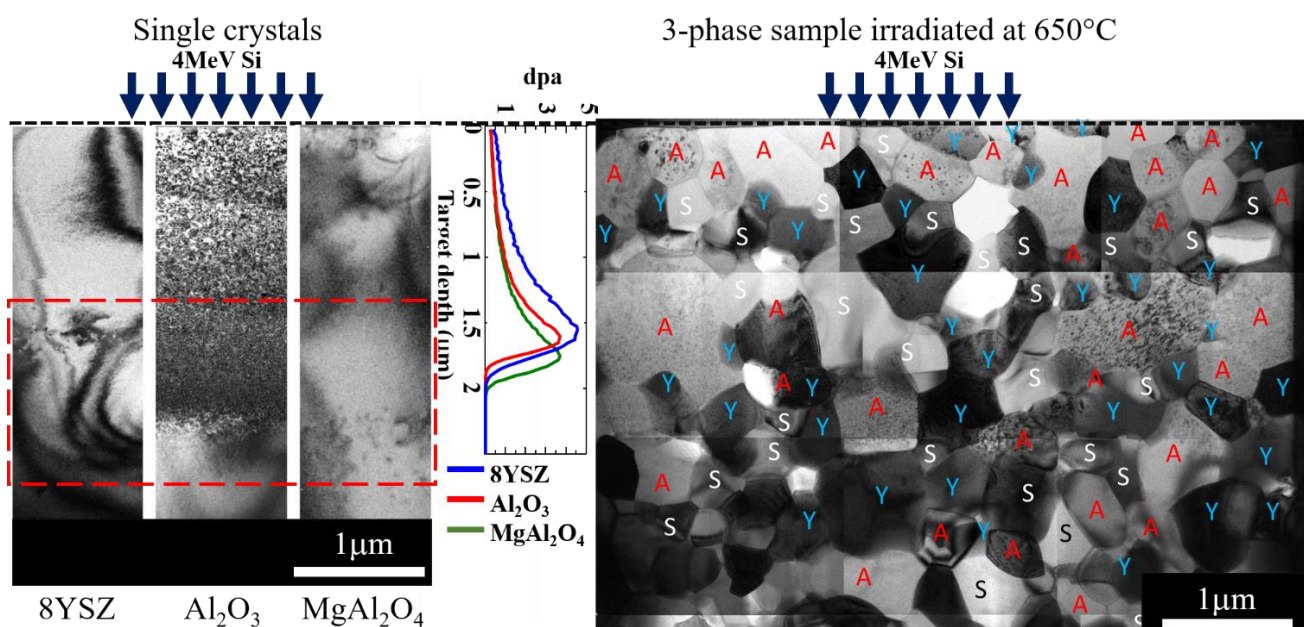 Single crystals
4MeV Si
3-phase sample irradiated at 650°C
4MeV Si
dpa
1 3 5
Target depth (μm)
0
0.5
1
1.5
2
8YSZ
Al₂O₃
MgAl₂O₄
1μm
8YSZ Al₂O₃ MgAl₂O₄
A A A A A Y Y A Y A Y
A A S A Y A A
Y S Y S Y S Y A A S A
Y S Y S S S A S
Y A Y
S S Y Y
A A S Y A A
Y S Y Y A
A Y A S A S Y Y
Y S Y
S S S A Y
A S Y Y S A Y
S Y A Y A A Y Y
A A S Y
S A
1μm